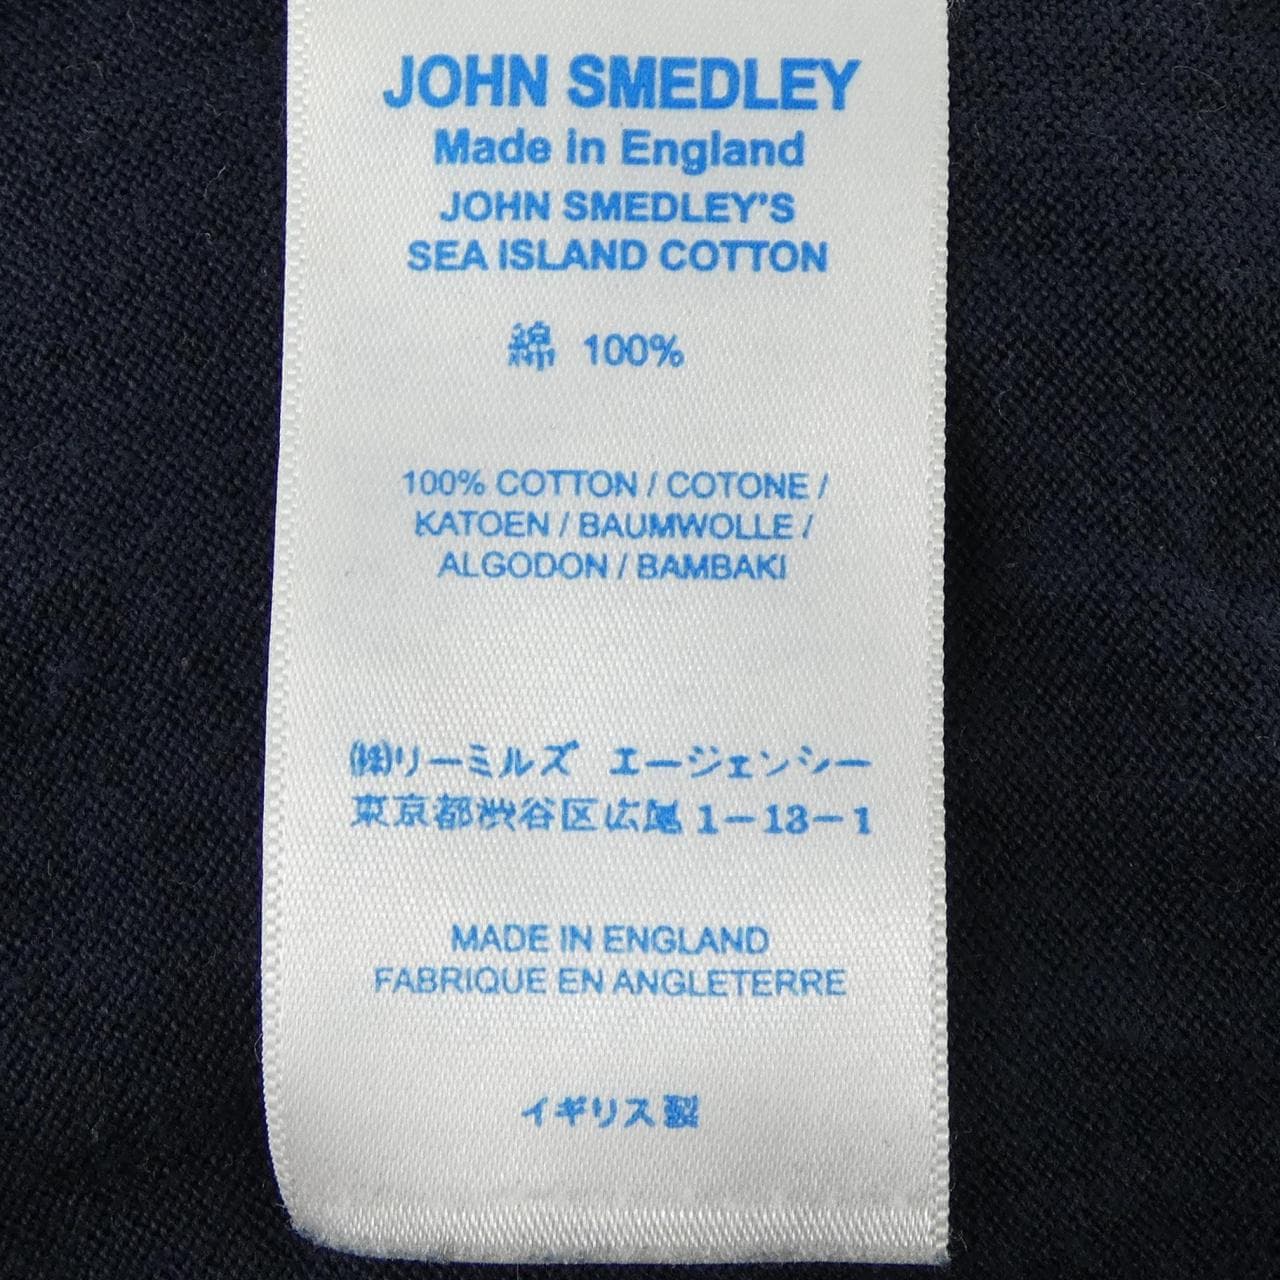 JOHN SMEDLEY
Made in England
JOHN SMEDLEY'S
SEA ISLAND COTTON
綿 100%
100% COTTON / COTONE /
KATOEN / BAUMWOLLE /
ALGODON / BAMBAKI
㈱リーミルズ エージェンシー
東京都渋谷区広尾1-13-1
MADE IN ENGLAND
FABRIQUE EN ANGLETERRE
イギリス製